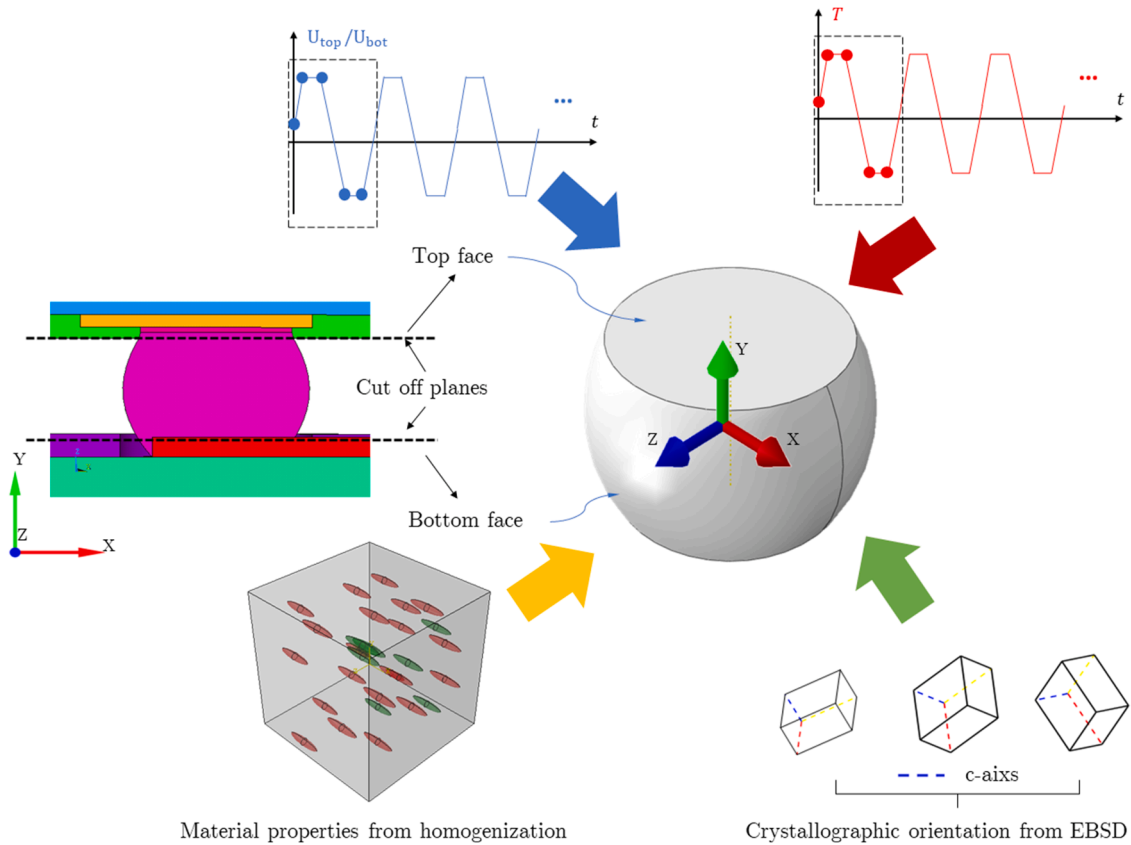 U_top/U_bot
t
...
T
t
...
Top face
Cut off planes
Bottom face
Y
Z
X
Y
Z
X
c-aixs
Material properties from homogenization
Crystallographic orientation from EBSD